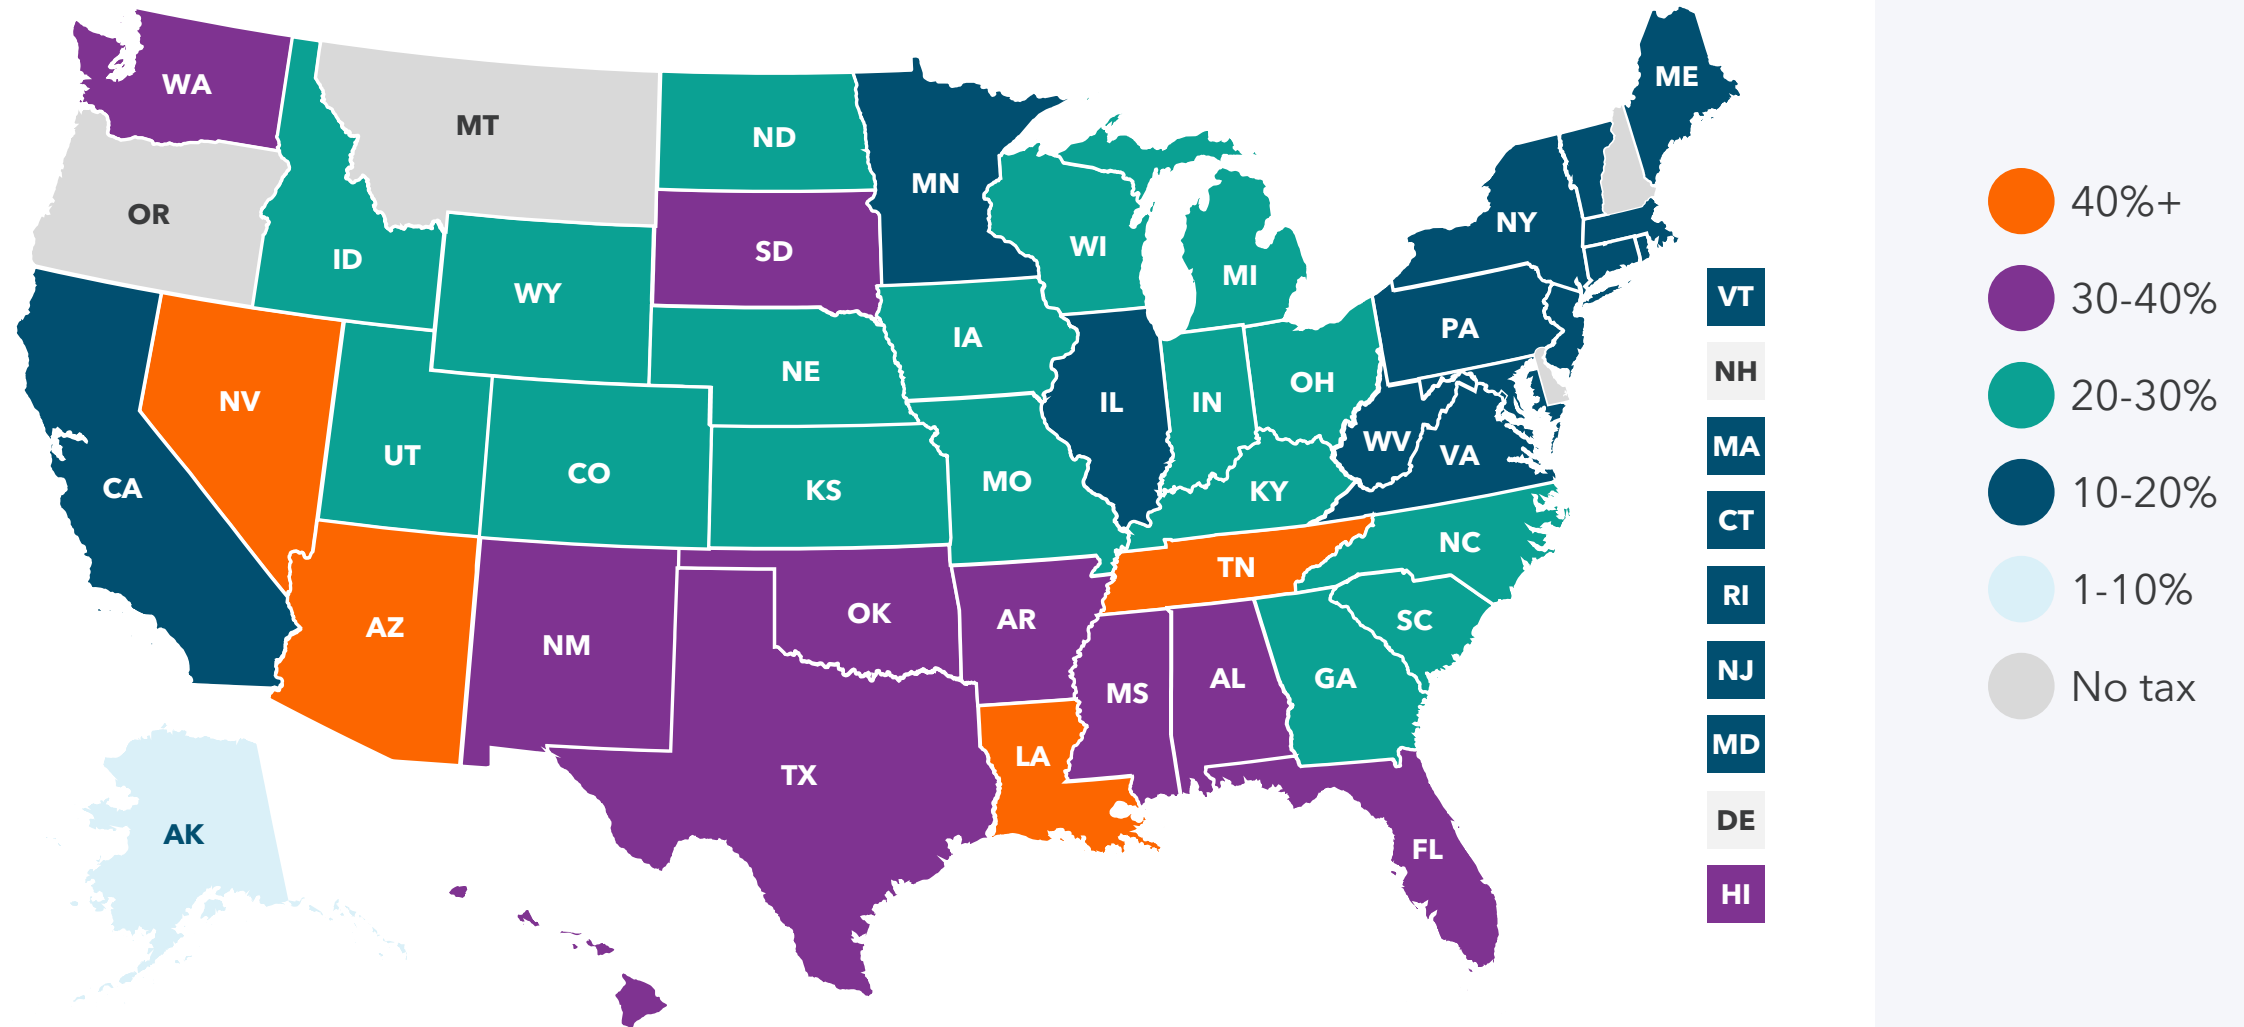 WA
MT
ND
MN
ME
OR
ID
SD
WI
NY
WY
MI
VT
IA
PA
NE
NH
NV
OH
IL
IN
UT
CO
WV
VA
MA
CA
KS
MO
KY
CT
NC
TN
RI
AZ
OK
AR
SC
NM
AL
GA
NJ
MS
MD
LA
TX
AK
DE
FL
HI
40%+
30-40%
20-30%
10-20%
1-10%
No tax